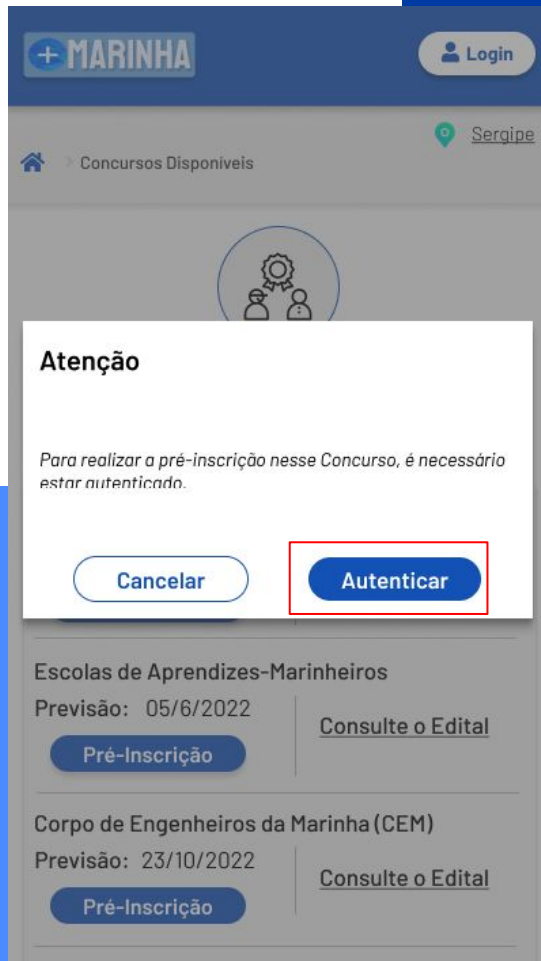 +MARINHA
Login
Sergipe
Concursos Disponíveis
Atenção
Para realizar a pré-inscrição nesse Concurso, é necessário
estar autenticado.
Cancelar
Autenticar
Escolas de Aprendizes-Marinheiros
Previsão: 05/6/2022
Consulte o Edital
Pré-Inscrição
Corpo de Engenheiros da Marinha (CEM)
Previsão: 23/10/2022
Consulte o Edital
Pré-Inscrição